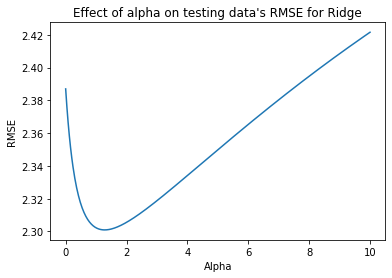 Effect of alpha on testing data's RMSE for Ridge
2.42
2.40
2.38
2.36
2.34
2.32
2.30
RMSE
0 2 4 6 8 10
Alpha